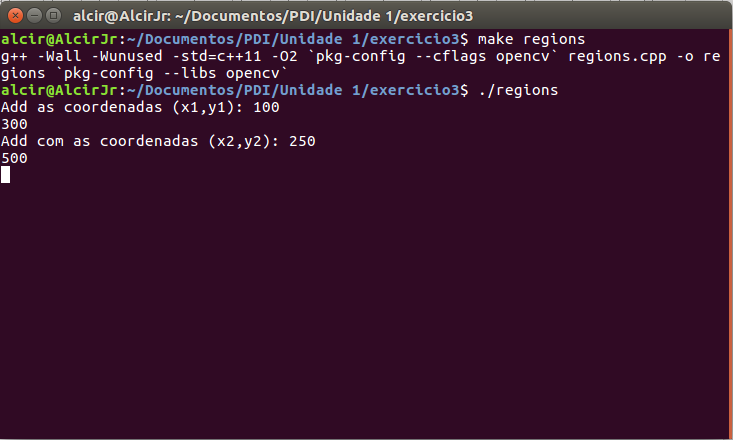 alcir@AlcirJr: ~/Documentos/PDI/Unidade 1/exercicio3
alcir@AlcirJr:~/Documentos/PDI/Unidade 1/exercicio3$ make regions
g++ -Wall -Wunused -std=c++11 -O2 `pkg-config --cflags opencv` regions.cpp -o re
gions `pkg-config --libs opencv`
alcir@AlcirJr:~/Documentos/PDI/Unidade 1/exercicio3$ ./regions
Add as coordenadas (x1,y1): 100
300
Add com as coordenadas (x2,y2): 250
500